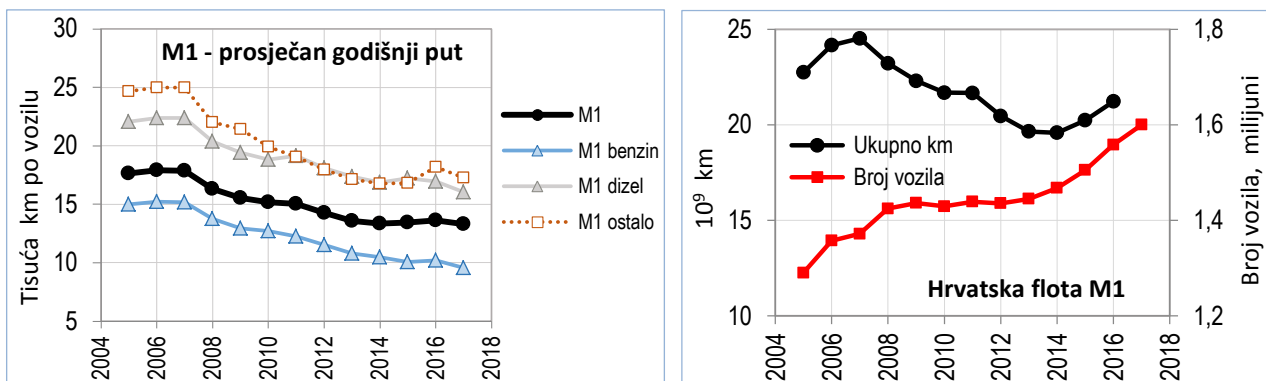 M1 - prosječan godišnji put
Tisuća km po vozilu
30
25
20
15
10
5
2004
2006
2008
2010
2012
2014
2016
2018
M1
M1 benzin
M1 dizel
M1 ostalo
10⁹ km
25
20
15
10
Ukupno km
Broj vozila
Hrvatska flota M1
2004
2006
2008
2010
2012
2014
2016
2018
1,8
1,6
1,4
1,2
Broj vozila, milijuni